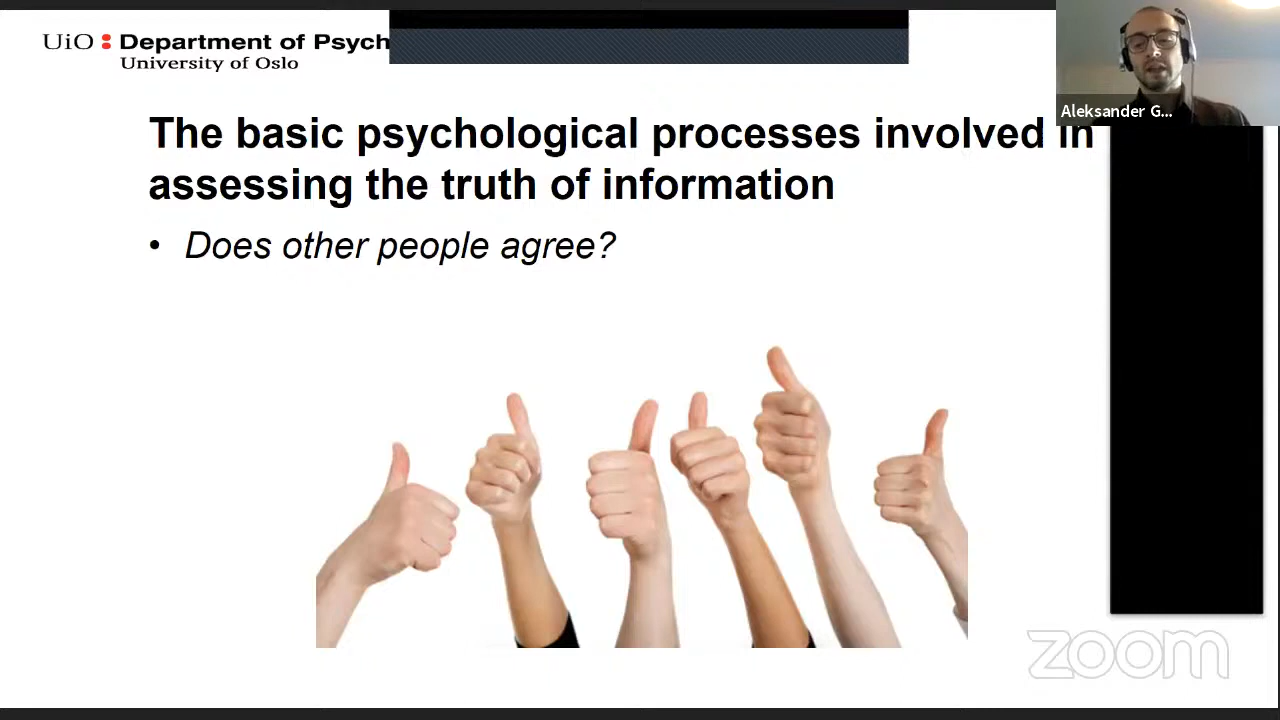 UiO : Department of Psych
University of Oslo
Aleksander G...
The basic psychological processes involved in
assessing the truth of information
• Does other people agree?
zoom